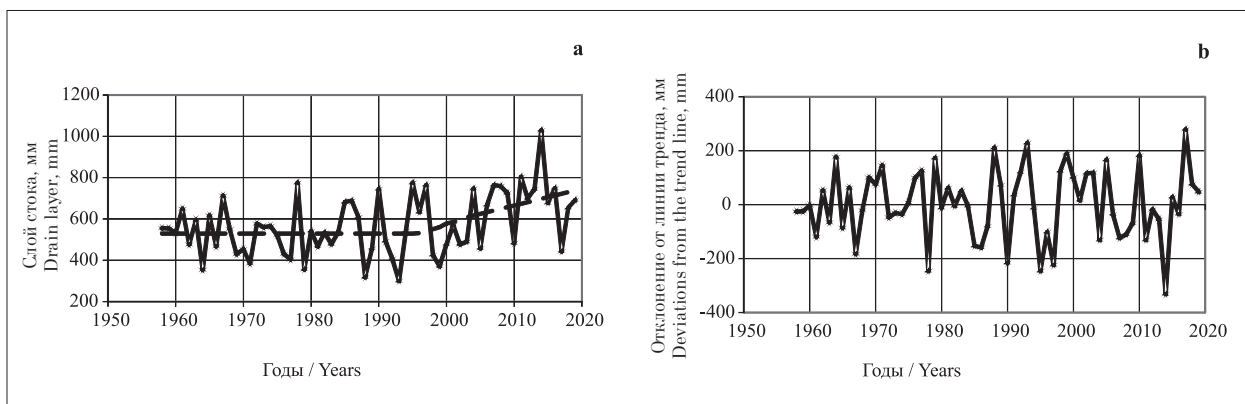 a
Слой стока, мм
Drain layer, mm
1200
1000
800
600
400
200
1950 1960 1970 1980 1990 2000 2010 2020
Годы / Years
b
Отклонение от линии тренда, мм
Deviations from the trend line, mm
400
200
0
-200
-400
1950 1960 1970 1980 1990 2000 2010 2020
Годы / Years